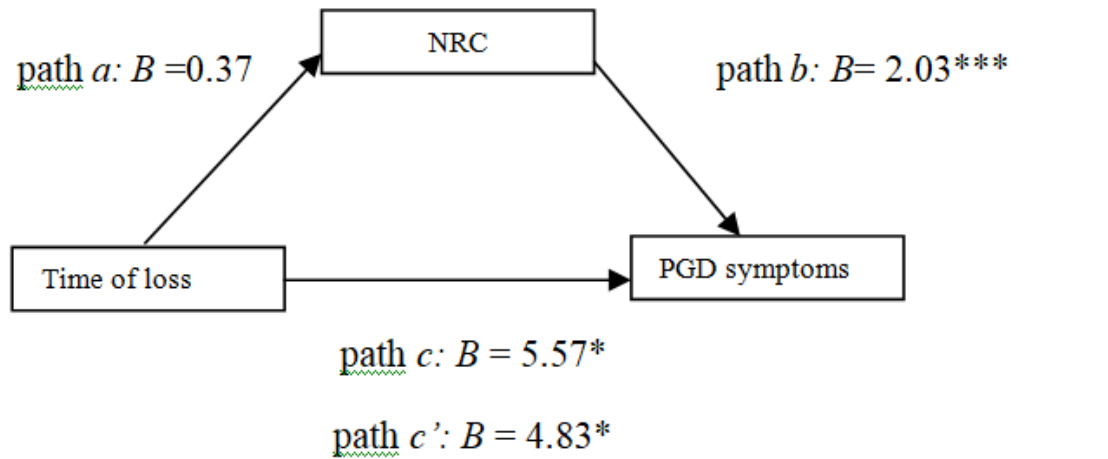 NRC
path a: B =0.37
path b: B= 2.03***
Time of loss
PGD symptoms
path c: B = 5.57*
path c’: B = 4.83*